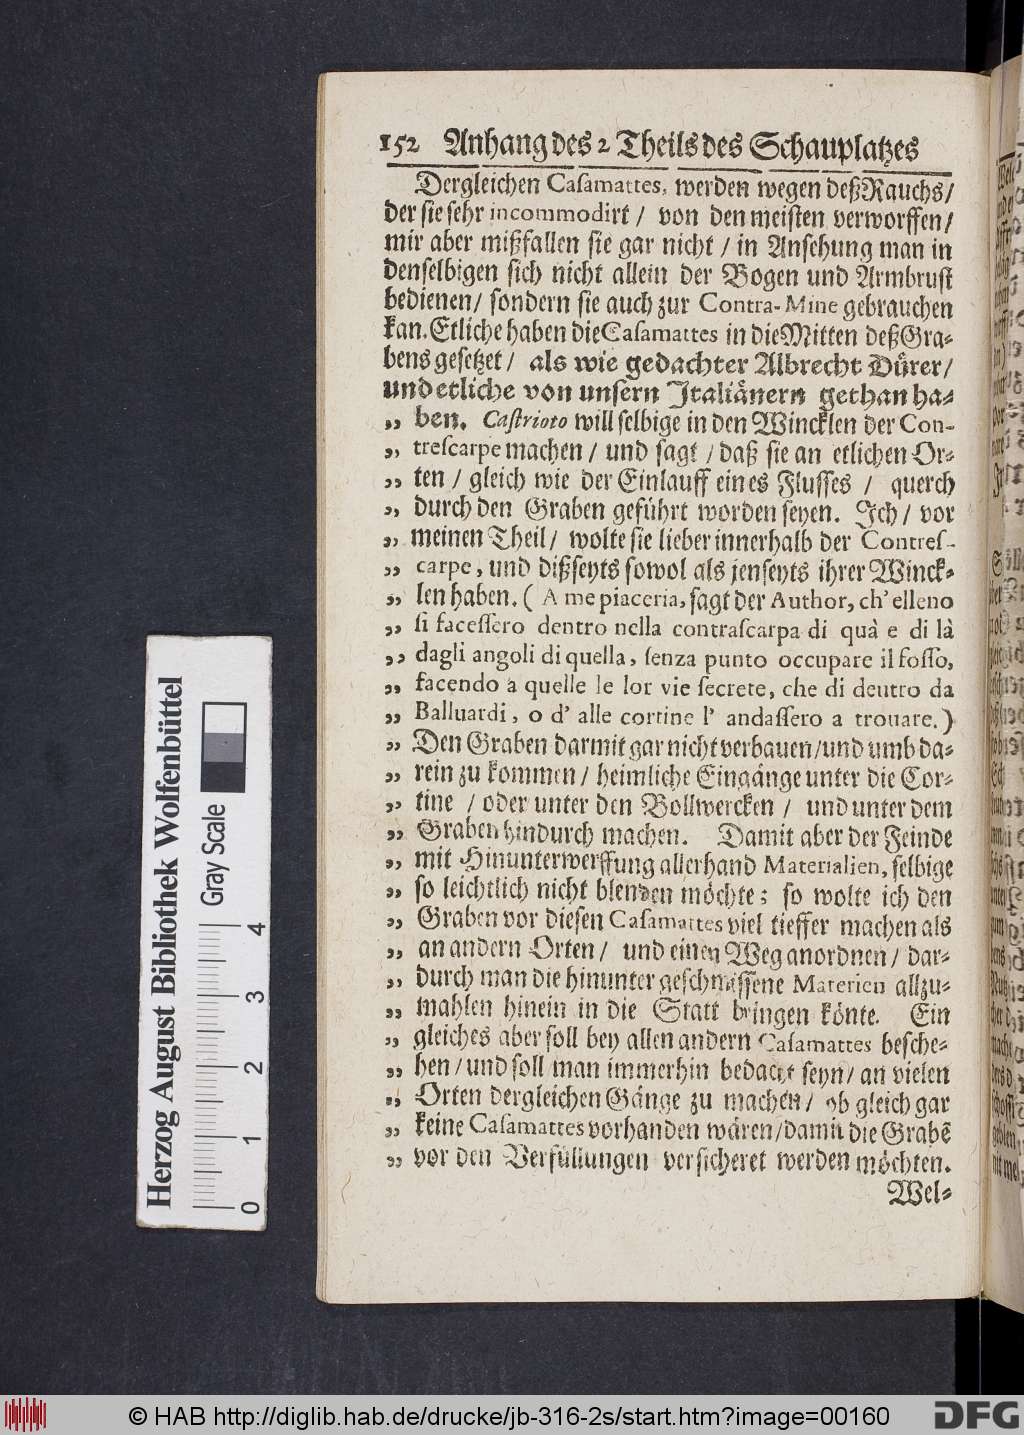 152 Anhang des 2 Theils des Schauplatzes
Dergleichen Casamattes, werden wegen deß Rauchs/
der sie sehr incommodirt / von den meisten verworffen/
mir aber mißfallen sie gar nicht / in Ansehung man in
denselbigen sich nicht allein der Bogen und Armbrust
bedienen/ sondern sie auch zur Contra-Mine gebrauchen
kan. Etliche haben die Casamattes in die Mitten deß Gra-
bens gesetzet / als wie gedachter Albrecht Dürer/
und etliche von unsern Italiänern gethan ha-
„ ben. Castrioto will selbige in den Wincklen der Con-
„ trescarpe machen / und sagt / daß sie an etlichen Or-
„ ten / gleich wie der Einlauff eines Flusses / querch
„ durch den Graben geführt worden seyen. Ich / vor
„ meinen Theil / wolte sie lieber innerhalb der Contres-
„ carpe, und dißseyts sowol als jenseyts ihrer Winck-
„ len haben. ( A me piaceria, sagt der Author, ch' elleno
„ si facessero dentro nella contrascarpa di quà e di là
„ dagli angoli di quella, senza punto occupare il fosso,
„ facendo a quelle le lor vie secrete, che di deutro da
„ Balluardi, o d' alle cortine l' andassero a trouare.)
„ Den Graben darmit gar nicht verbauen/und umb da-
„ rein zu kommen / heimliche Eingänge unter die Cor-
„ tine / oder unter den Bollwercken / und unter dem
„ Graben hindurch machen. Damit aber der Feinde
„ mit Hinunterwerffung allerhand Materialien, selbige
„ so leichtlich nicht blenden möchte; so wolte ich den
„ Graben vor diesen Casamattes viel tieffer machen als
„ an andern Orten / und einen Weg anordnen / dar-
„ durch man die hinunter geschmissene Materien allzu-
„ mahlen hinein in die Statt bringen könte. Ein
„ gleiches aber soll bey allen andern Casamattes besche-
„ hen / und soll man immerhin bedacht seyn / an vielen
„ Orten dergleichen Gänge zu machen / ob gleich gar
„ keine Casamattes vorhanden wären/damit die Grabē
„ vor den Verfüllungen versicheret werden möchten.
Wel-
Herzog August Bibliothek Wolfenbüttel
Gray Scale
0 1 2 3 4
© HAB http://diglib.hab.de/drucke/jb-316-2s/start.htm?image=00160
DFG